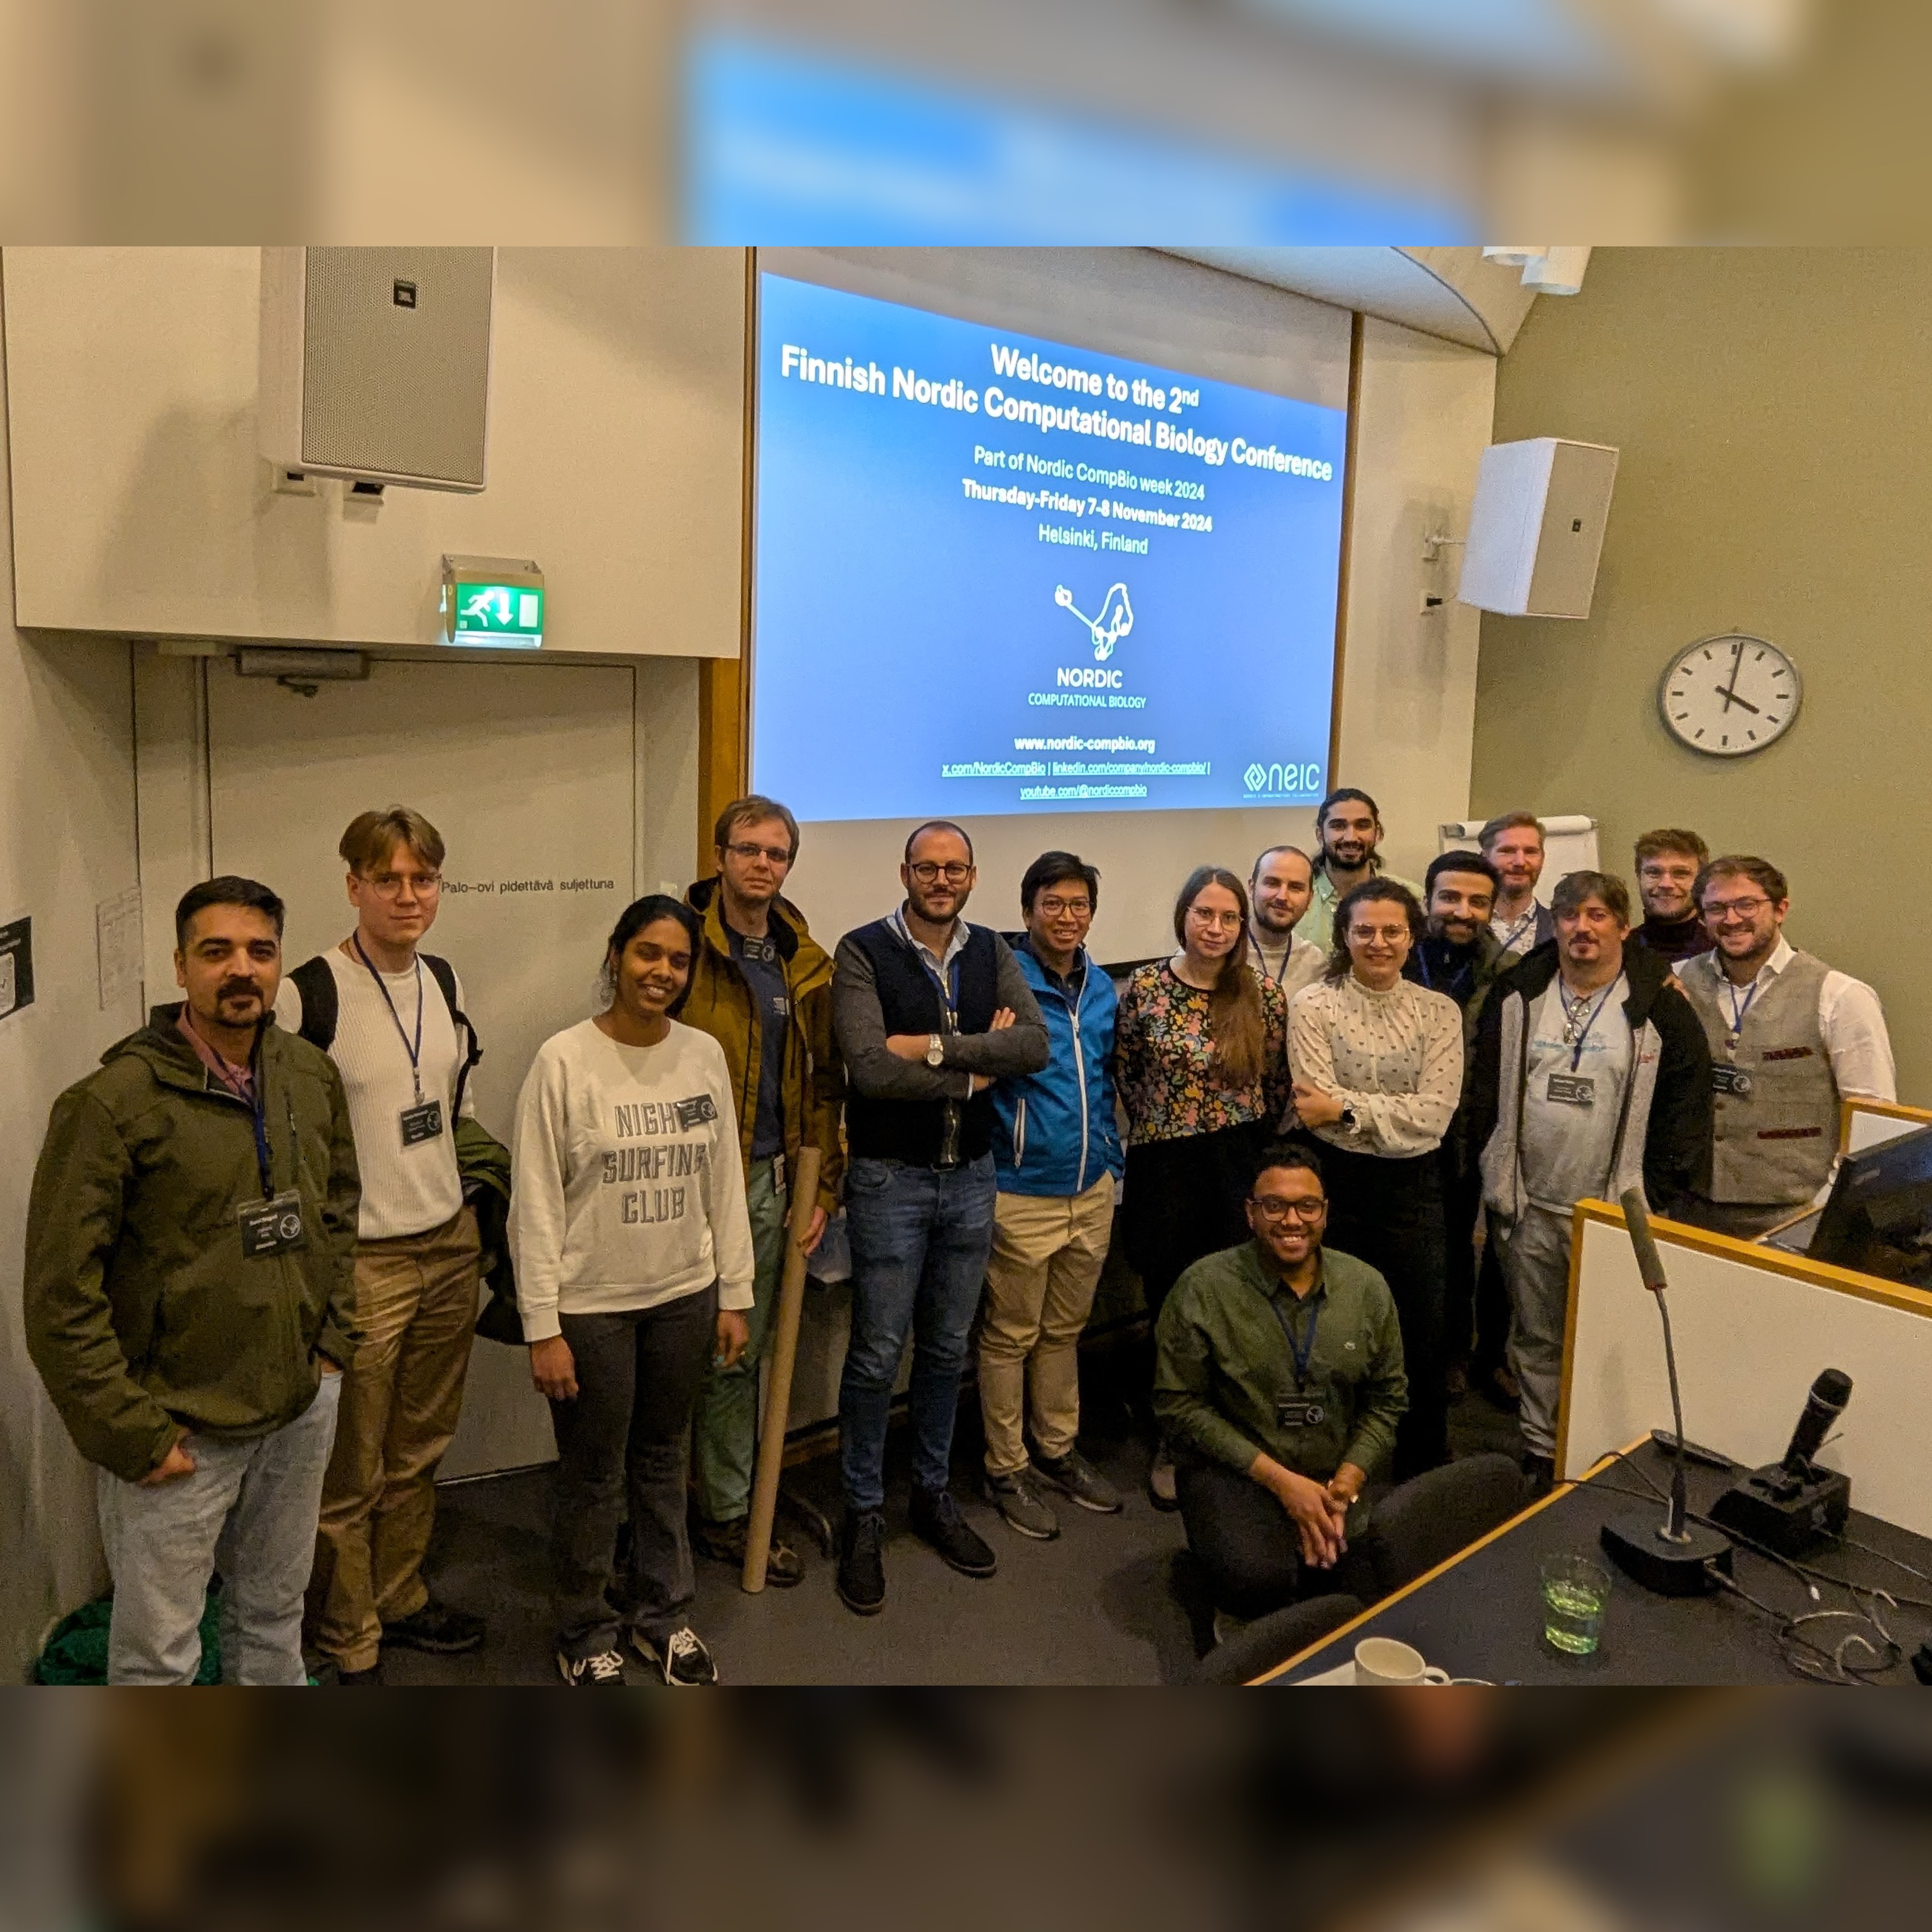 Welcome to the 2nd
Finnish Nordic Computational Biology Conference
Part of Nordic CompBio week 2024
Thursday-Friday 7-8 November 2024
Helsinki, Finland
NORDIC
COMPUTATIONAL BIOLOGY
www.nordic-compbio.org
x.com/NordicCompBio | linkedin.com/company/nordic-compbio/ |
youtube.com/@nordiccompbio
neic
JBL
Palo-ovi pidettävä suljettuna
NIGHT
SURFING
CLUB